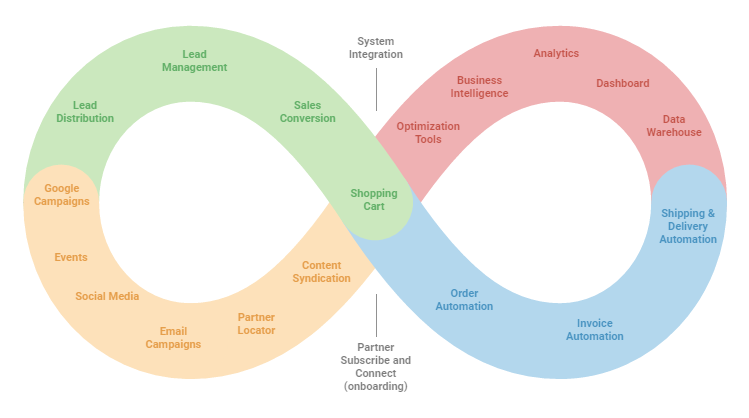 System
Integration
Lead
Management
Lead
Distribution
Sales
Conversion
Shopping
Cart
Google
Campaigns
Events
Social Media
Email
Campaigns
Partner
Locator
Content
Syndication
Analytics
Business
Intelligence
Dashboard
Optimization
Tools
Data
Warehouse
Shipping &
Delivery
Automation
Order
Automation
Invoice
Automation
Partner
Subscribe and
Connect
(onboarding)